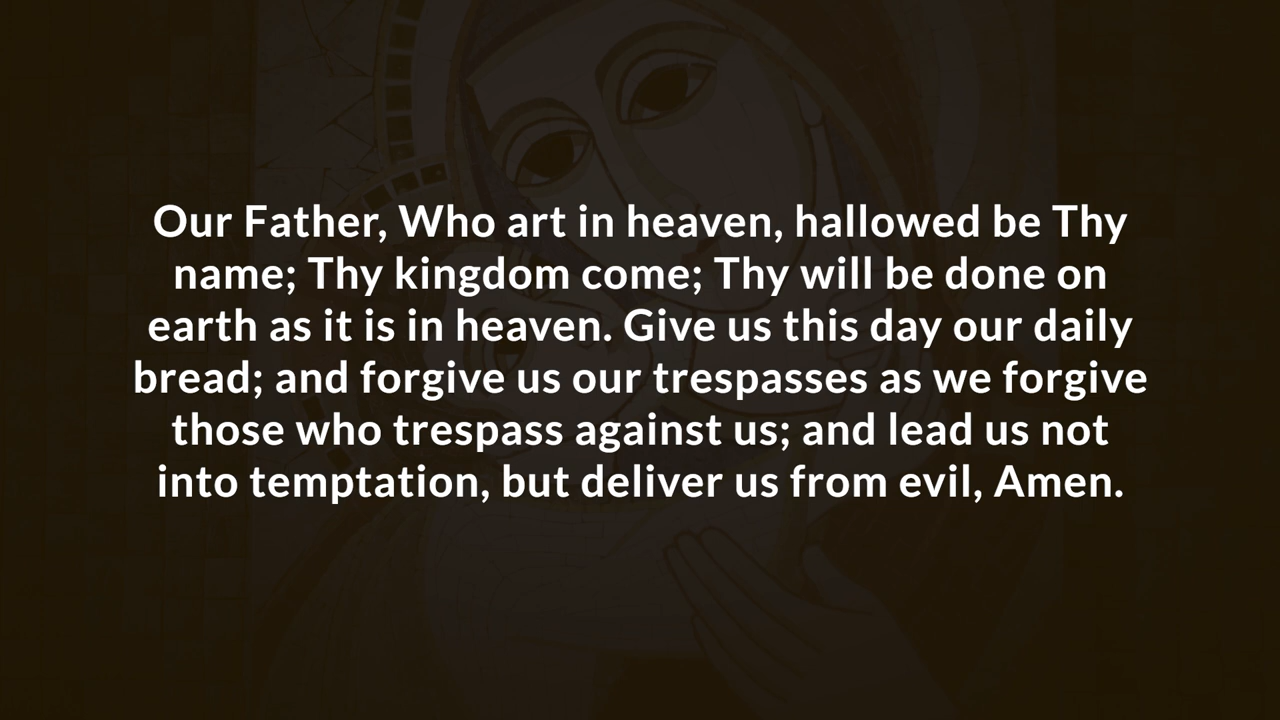 Our Father, Who art in heaven, hallowed be Thy
name; Thy kingdom come; Thy will be done on
earth as it is in heaven. Give us this day our daily
bread; and forgive us our trespasses as we forgive
those who trespass against us; and lead us not
into temptation, but deliver us from evil, Amen.